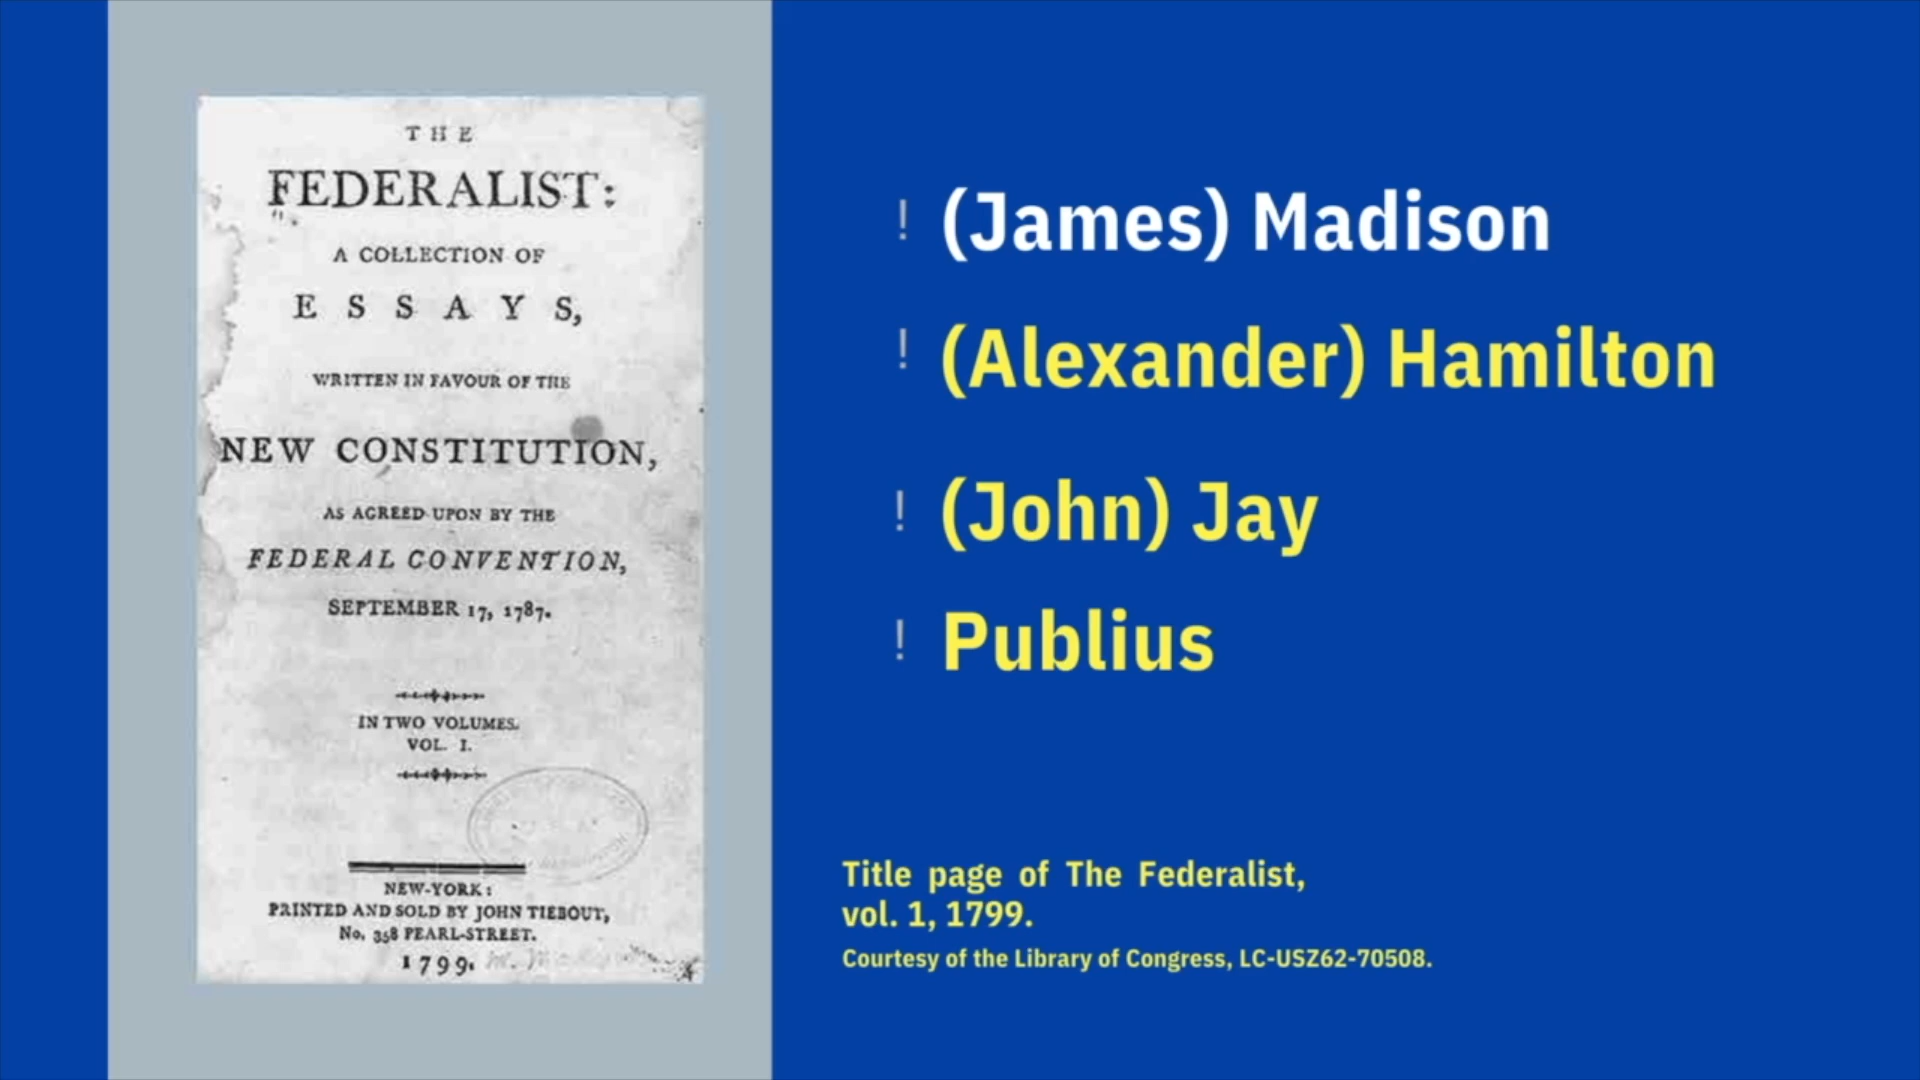 THE
FEDERALIST:
A COLLECTION OF
ESSAYS,
WRITTEN IN FAVOUR OF THE
NEW CONSTITUTION,
AS AGREED UPON BY THE
FEDERAL CONVENTION,
SEPTEMBER 17, 1787.
IN TWO VOLUMES.
VOL. I.
NEW-YORK:
PRINTED AND SOLD BY JOHN TIEBOUT,
No. 358 PEARL-STREET.
1799.
! (James) Madison
! (Alexander) Hamilton
! (John) Jay
! Publius
Title page of The Federalist,
vol. 1, 1799.
Courtesy of the Library of Congress, LC-USZ62-70508.